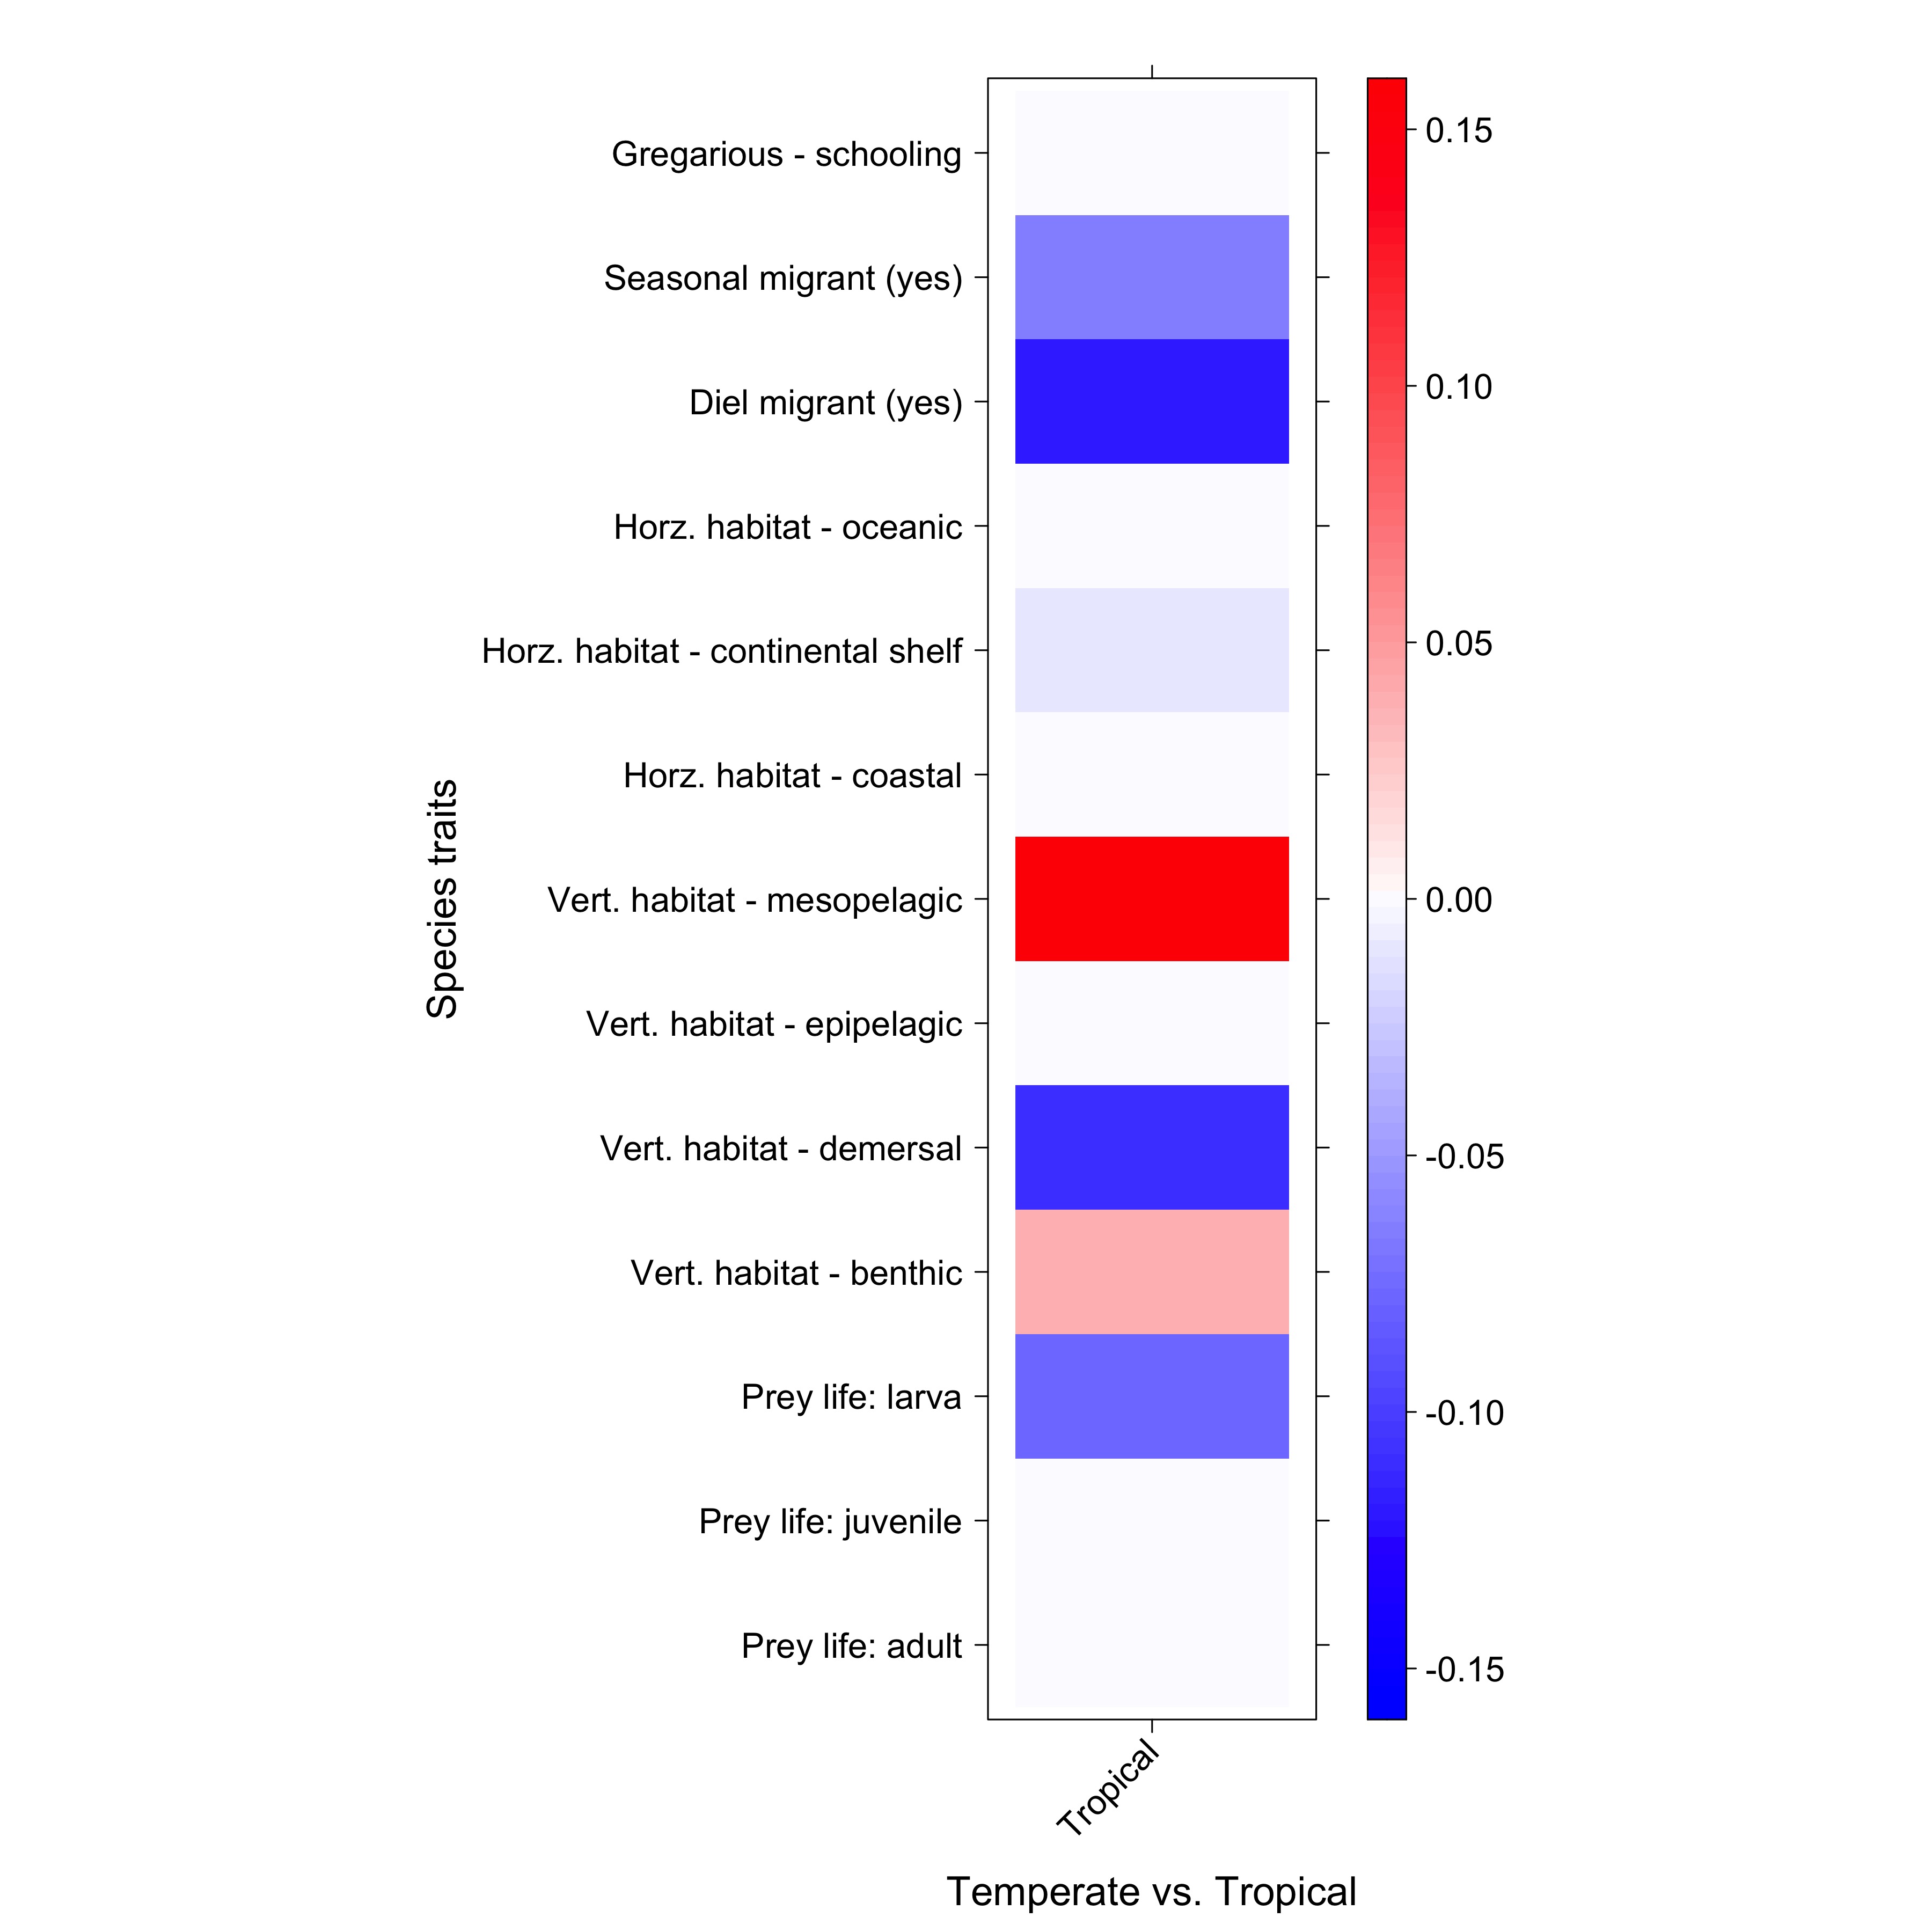 Species traits
Gregarious - schooling
Seasonal migrant (yes)
Diel migrant (yes)
Horz. habitat - oceanic
Horz. habitat - continental shelf
Horz. habitat - coastal
Vert. habitat - mesopelagic
Vert. habitat - epipelagic
Vert. habitat - demersal
Vert. habitat - benthic
Prey life: larva
Prey life: juvenile
Prey life: adult
Tropical
Temperate vs. Tropical
0.15
0.10
0.05
0.00
-0.05
-0.10
-0.15